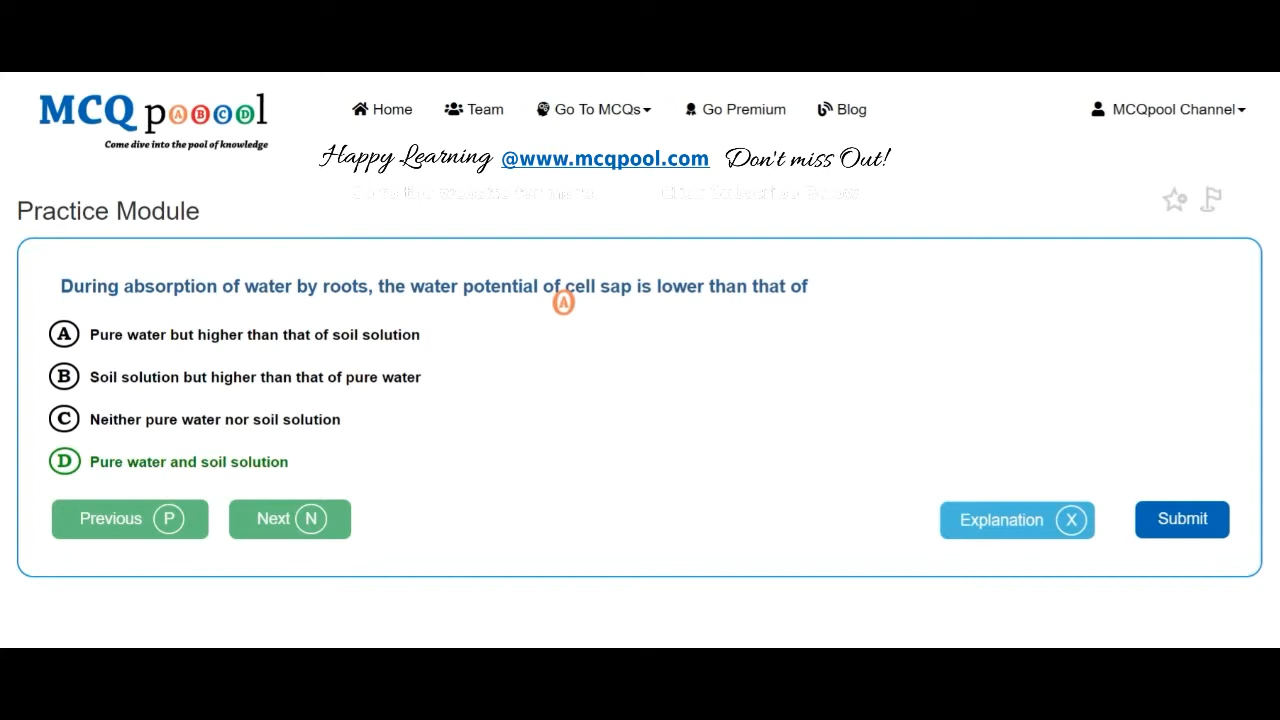 MCQ pABCDl
Come dive into the pool of knowledge
Home Team Go To MCQs Go Premium Blog MCQpool Channel
Happy Learning @www.mcqpool.com Don't miss Out!
Practice Module
During absorption of water by roots, the water potential of cell sap is lower than that of
A
A Pure water but higher than that of soil solution
B Soil solution but higher than that of pure water
C Neither pure water nor soil solution
D Pure water and soil solution
Previous P Next N Explanation X Submit